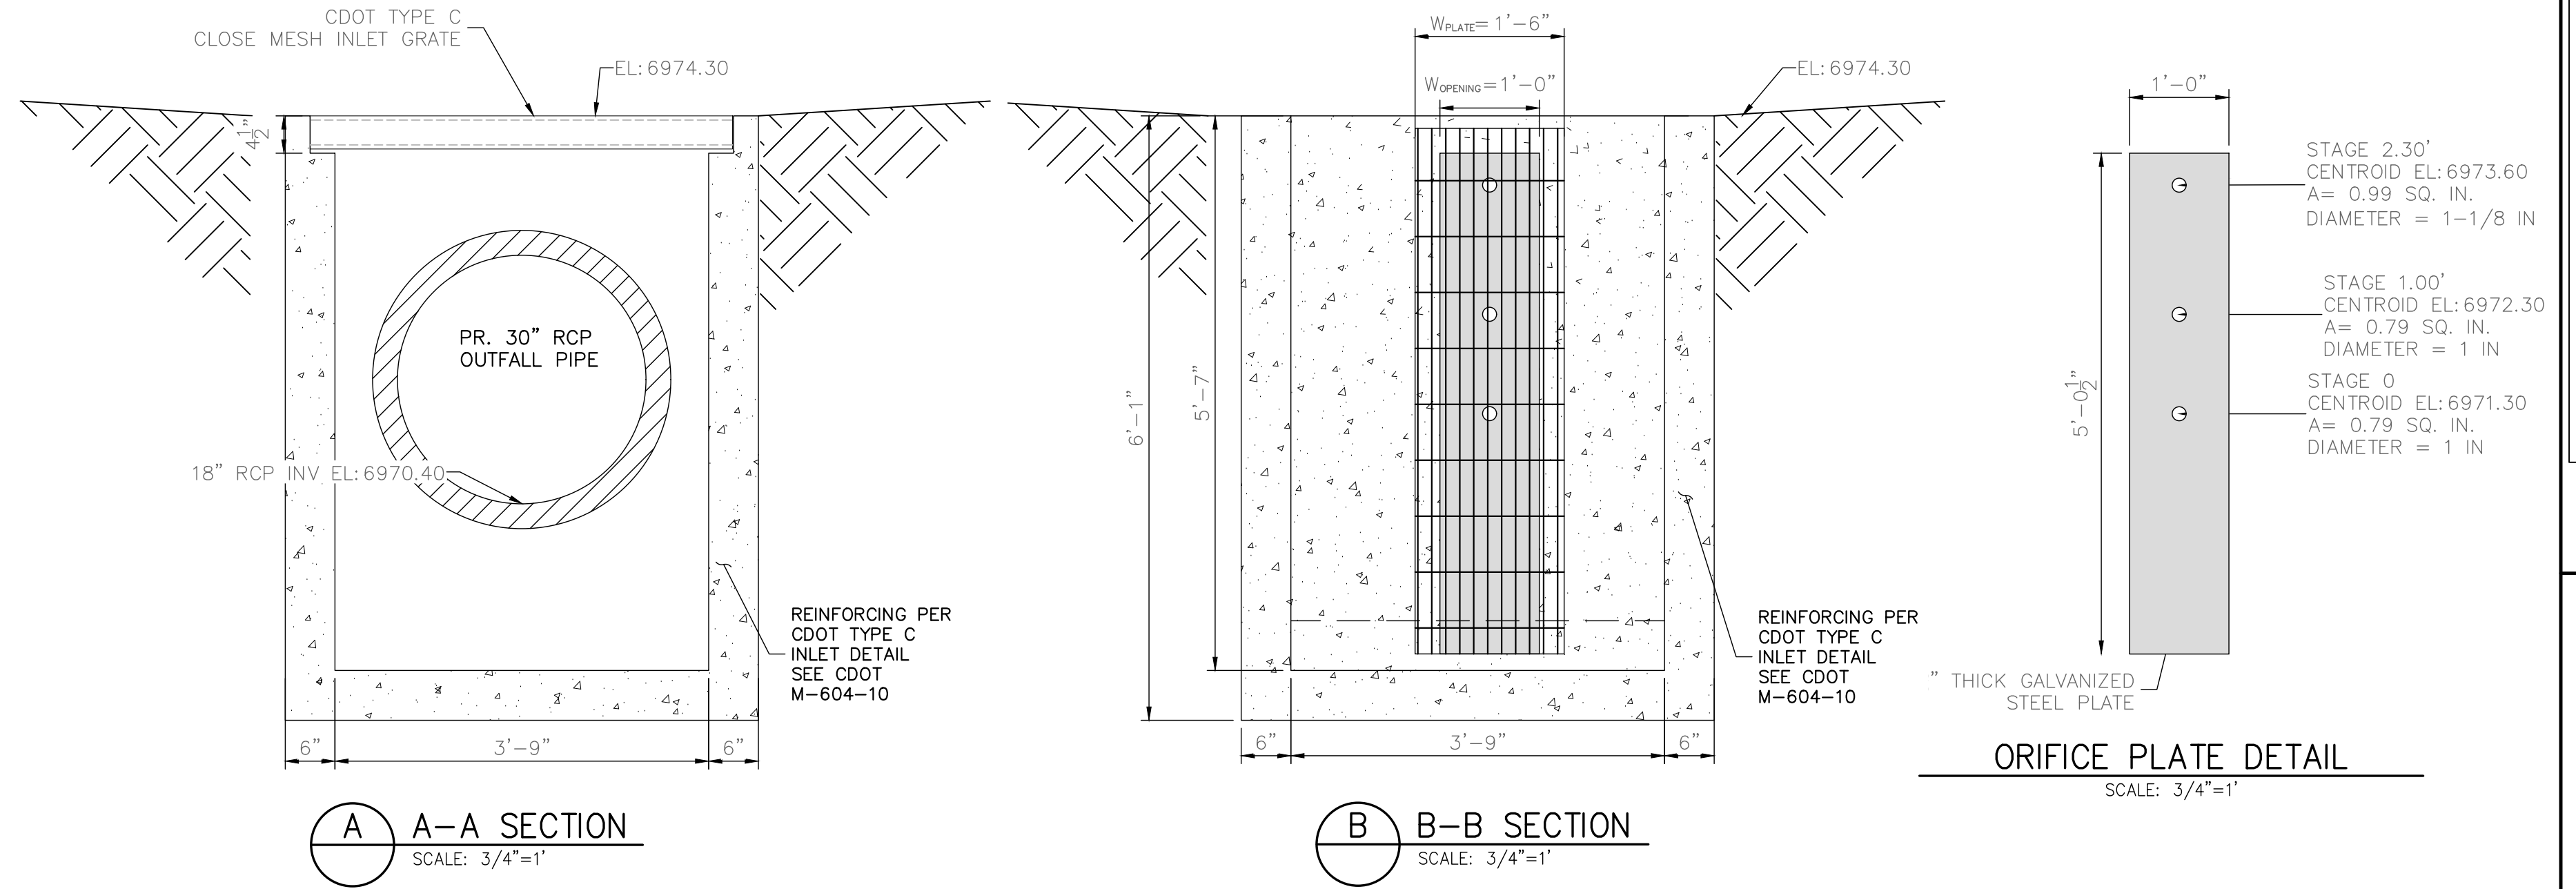 CDOT TYPE C
CLOSE MESH INLET GRATE
EL:6974.30
4 1/2"
PR. 30" RCP
OUTFALL PIPE
18" RCP INV EL:6970.40
REINFORCING PER
CDOT TYPE C
INLET DETAIL
SEE CDOT
M-604-10
6"
3'-9"
6"
A
A-A SECTION
SCALE: 3/4"=1'
WPLATE=1'-6"
WOPENING=1'-0"
EL:6974.30
6'-1"
5'-7"
REINFORCING PER
CDOT TYPE C
INLET DETAIL
SEE CDOT
M-604-10
6"
3'-9"
6"
B
B-B SECTION
SCALE: 3/4"=1'
1'-0"
STAGE 2.30'
CENTROID EL:6973.60
A= 0.99 SQ. IN.
DIAMETER = 1-1/8 IN
STAGE 1.00'
CENTROID EL:6972.30
A= 0.79 SQ. IN.
DIAMETER = 1 IN
STAGE 0
CENTROID EL:6971.30
A= 0.79 SQ. IN.
DIAMETER = 1 IN
5'-0 1/2"
" THICK GALVANIZED
STEEL PLATE
ORIFICE PLATE DETAIL
SCALE: 3/4"=1'